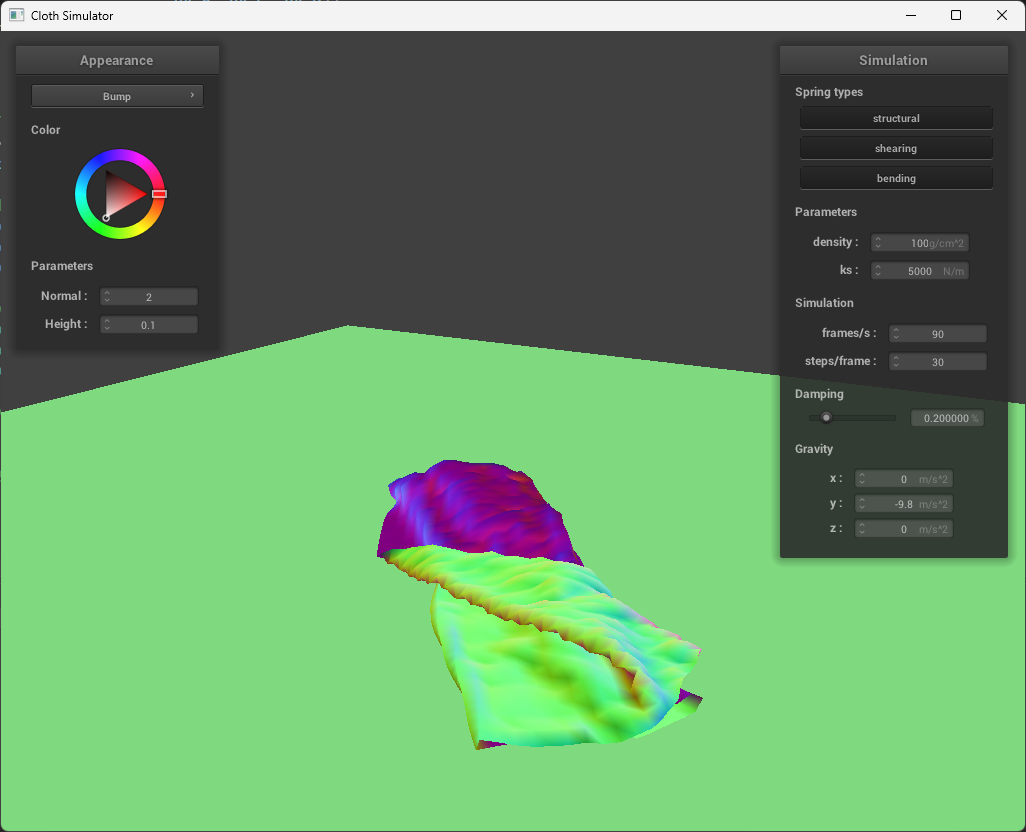 Cloth Simulator
Appearance
Bump
Color
Parameters
Normal : 2
Height : 0.1
Simulation
Spring types
structural
shearing
bending
Parameters
density : 100 g/cm^2
ks : 5000 N/m
Simulation
frames/s : 90
steps/frame : 30
Damping
0.200000 %
Gravity
x : 0 m/s^2
y : -9.8 m/s^2
z : 0 m/s^2